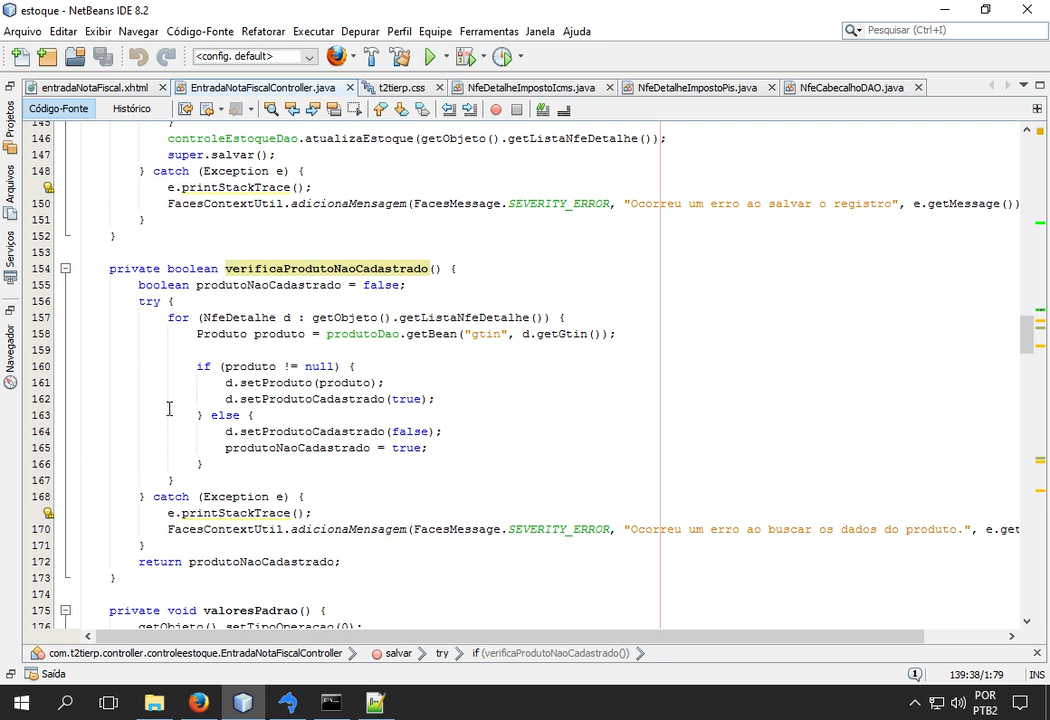 estoque - NetBeans IDE 8.2
Arquivo Editar Exibir Navegar Código-Fonte Refatorar Executar Depurar Perfil Equipe Ferramentas Janela Ajuda
Pesquisar (Ctrl+I)
<config. default>
entradaNotaFiscal.xhtml EntradaNotaFiscalController.java t2tierp.css NfeDetalheImpostoIcms.java NfeDetalheImpostoPis.java NfeCabecalhoDAO.java
Código-Fonte Histórico
Projetos
Arquivos
Serviços
Navegador
145 }
146 controleEstoqueDao.atualizaEstoque(getObjeto().getListaNfeDetalhe());
147 super.salvar();
148 } catch (Exception e) {
e.printStackTrace();
150 FacesContextUtil.adicionaMensagem(FacesMessage.SEVERITY_ERROR, "Ocorreu um erro ao salvar o registro", e.getMessage())
151 }
152 }
153
154 private boolean verificaProdutoNaoCadastrado() {
155 boolean produtoNaoCadastrado = false;
156 try {
157 for (NfeDetalhe d : getObjeto().getListaNfeDetalhe()) {
158 Produto produto = produtoDao.getBean("gtin", d.getGtin());
159
160 if (produto != null) {
161 d.setProduto(produto);
162 d.setProdutoCadastrado(true);
163 } else {
164 d.setProdutoCadastrado(false);
165 produtoNaoCadastrado = true;
166 }
167 }
168 } catch (Exception e) {
e.printStackTrace();
170 FacesContextUtil.adicionaMensagem(FacesMessage.SEVERITY_ERROR, "Ocorreu um erro ao buscar os dados do produto.", e.get
171 }
172 return produtoNaoCadastrado;
173 }
174
175 private void valoresPadrao() {
176 getObjeto().setTipoOperacao(0);
com.t2tierp.controller.controleestoque.EntradaNotaFiscalController salvar try if (verificaProdutoNaoCadastrado())
Saída 1 139:38/1:79 INS
POR
PTB2